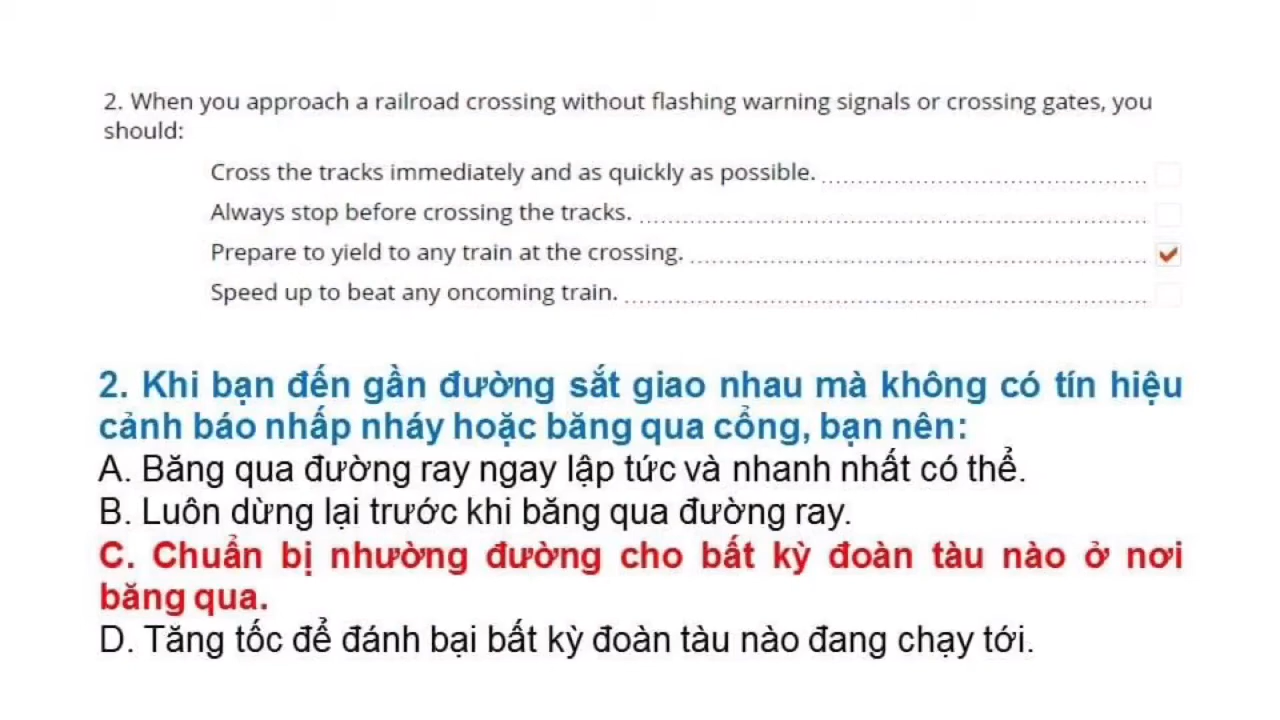 2. When you approach a railroad crossing without flashing warning signals or crossing gates, you
should:
Cross the tracks immediately and as quickly as possible.
Always stop before crossing the tracks.
Prepare to yield to any train at the crossing.
Speed up to beat any oncoming train.
2. Khi bạn đến gần đường sắt giao nhau mà không có tín hiệu
cảnh báo nhấp nháy hoặc băng qua cổng, bạn nên:
A. Băng qua đường ray ngay lập tức và nhanh nhất có thể.
B. Luôn dừng lại trước khi băng qua đường ray.
C. Chuẩn bị nhường đường cho bất kỳ đoàn tàu nào ở nơi
băng qua.
D. Tăng tốc để đánh bại bất kỳ đoàn tàu nào đang chạy tới.